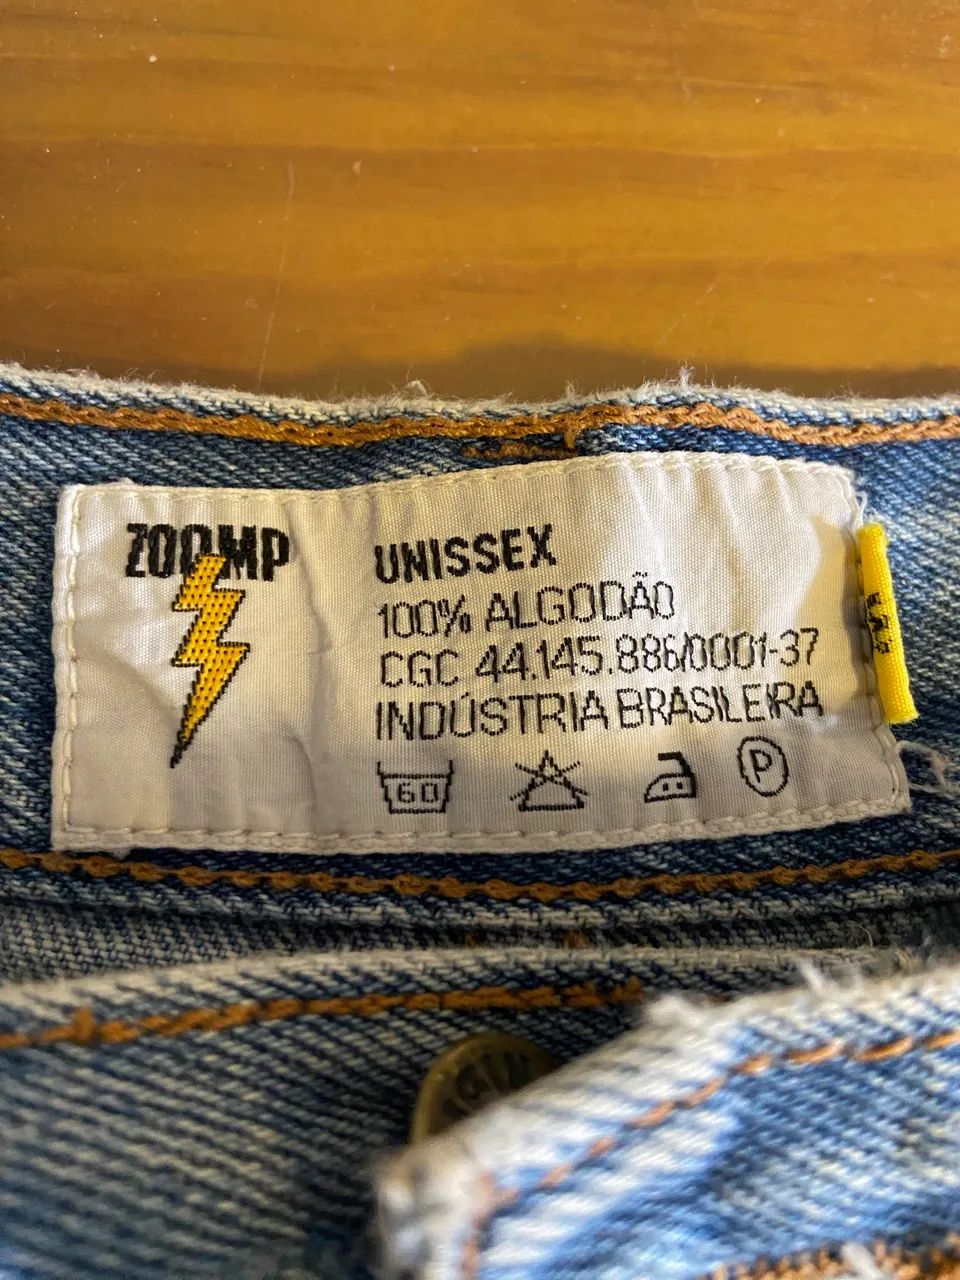 ZOOMP
UNISSEX
100% ALGODÃO
CGC 44.145.886/0001-37
INDÚSTRIA BRASILEIRA
60
P